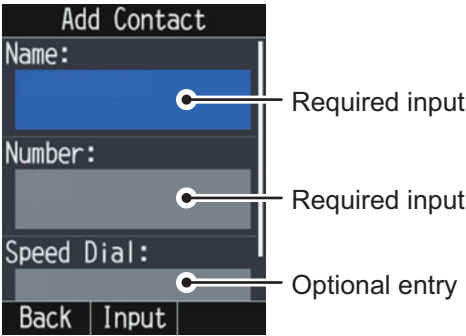 Add Contact
Name:
Required input
Number:
Required input
Speed Dial:
Optional entry
Back Input